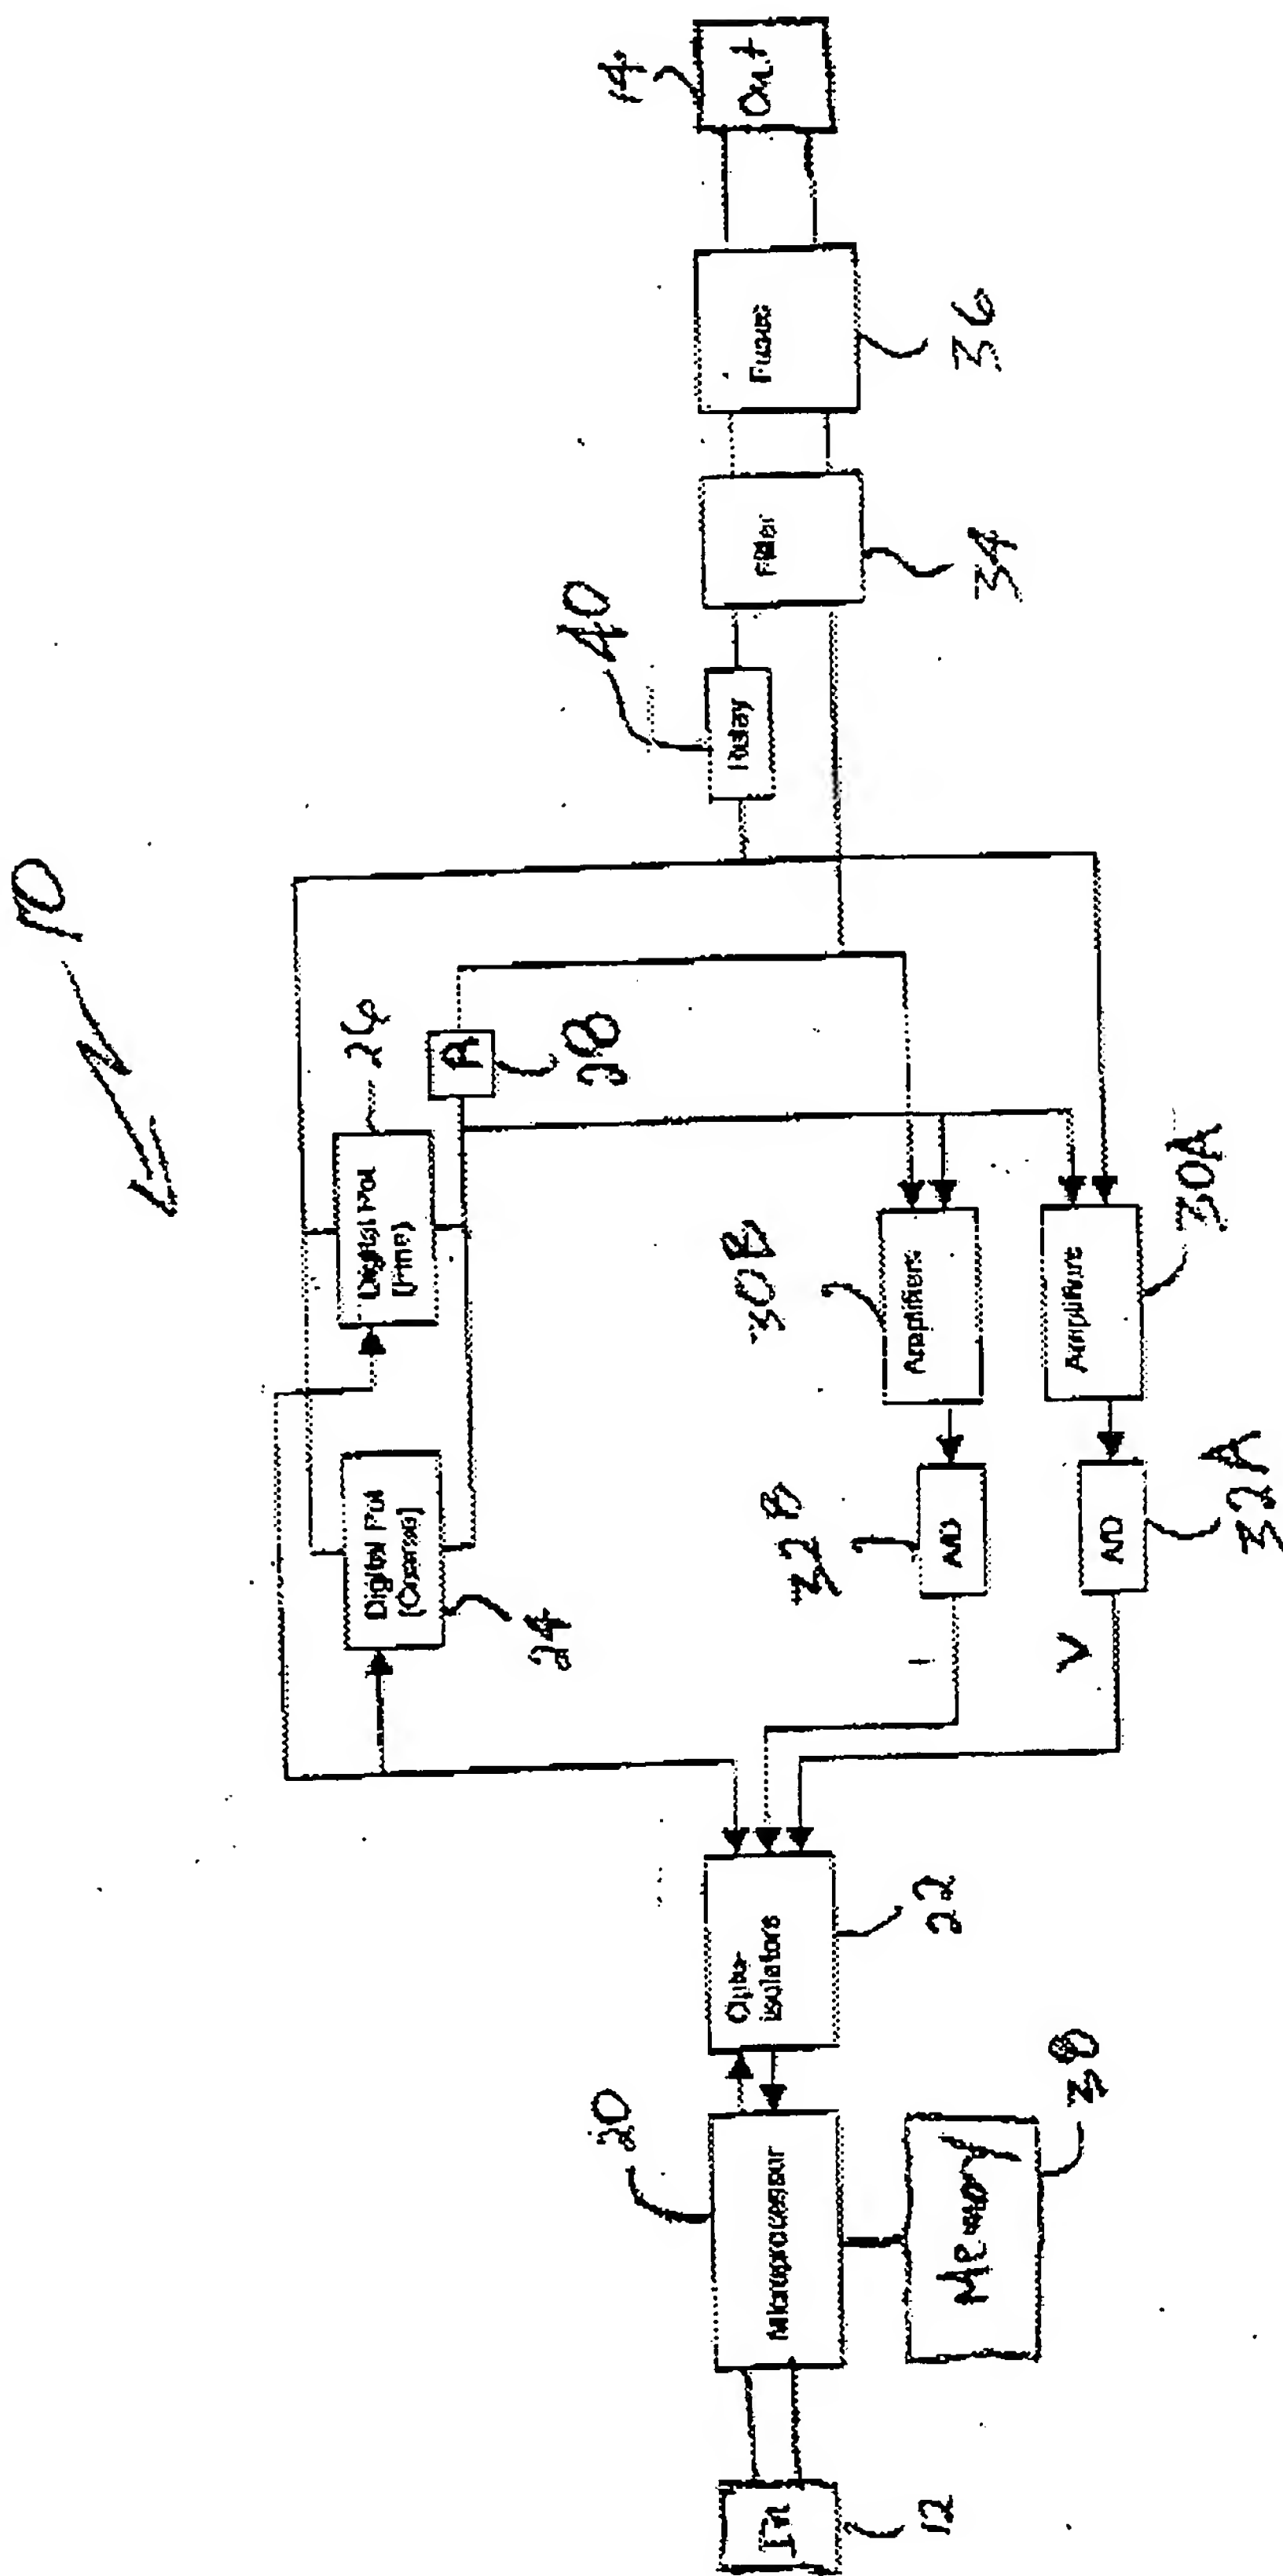 10
In
12
Microprocessor
20
Memory
38
Opto-
isolators
22
Digital Pot
(Coarse)
24
Digital Pot
(Fine)
26
A
28
I
V
A/D
32B
A/D
32A
Amplifiers
30B
Amplifiers
30A
Relay
40
Filter
34
Fuses
36
Out
14